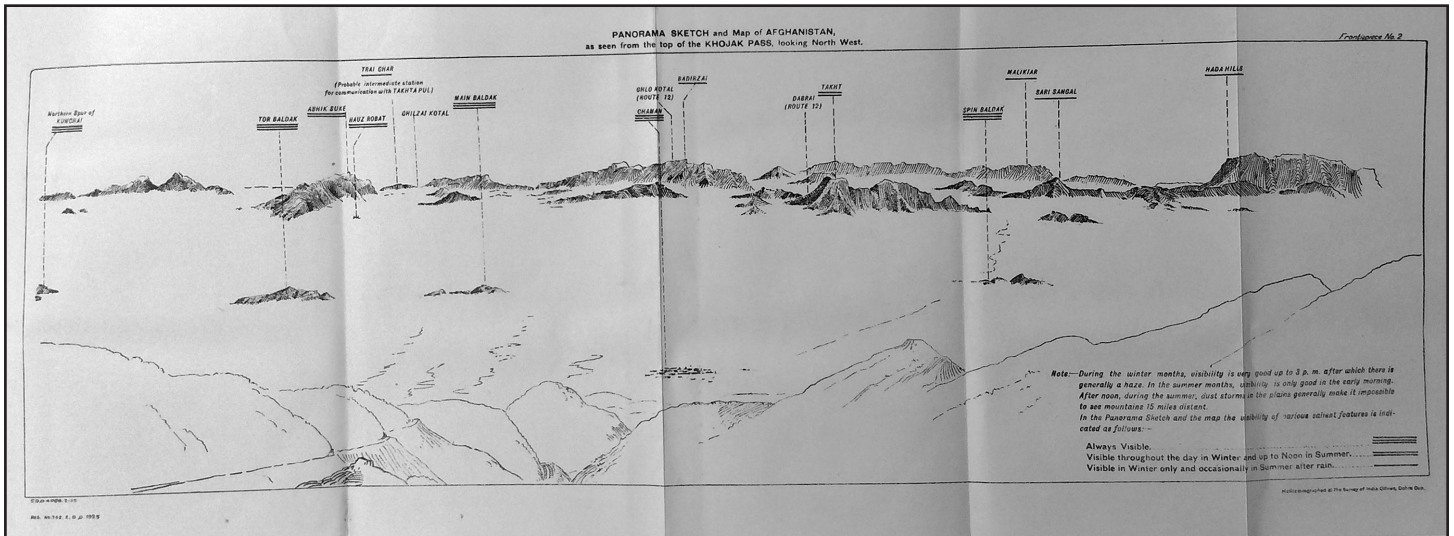 PANORAMA SKETCH and Map of AFGHANISTAN,
as seen from the top of the KHOJAK PASS, looking North West.
Frontispiece No. 2
Northern Spur of
KUNCHAI
TOR BALDAK
ASHIK SUKE
TRAI GHAR
(Probable intermediate station
for communication with TAKHTA PUL)
HAUZ ROBAT
GHILZAI KOTAL
MAIN BALDAK
GHLO KOTAL
(ROUTE 12)
CHAMAN
BADIRZAI
DABRAI
(ROUTE 12)
TAKHT
SPIN BALDAK
MALIKIAR
SARI SANGAL
HADA HILLS
Note:—During the winter months, visibility is very good up to 3 p. m. after which there is
generally a haze. In the summer months, visibility is only good in the early morning.
After noon, during the summer, dust storms in the plains generally make it impossible
to see mountains 15 miles distant.
In the Panorama Sketch and the map the visibility of various salient features is indi-
cated as follows:—
Always Visible.
Visible throughout the day in Winter and up to Noon in Summer.
Visible in Winter only and occasionally in Summer after rain.